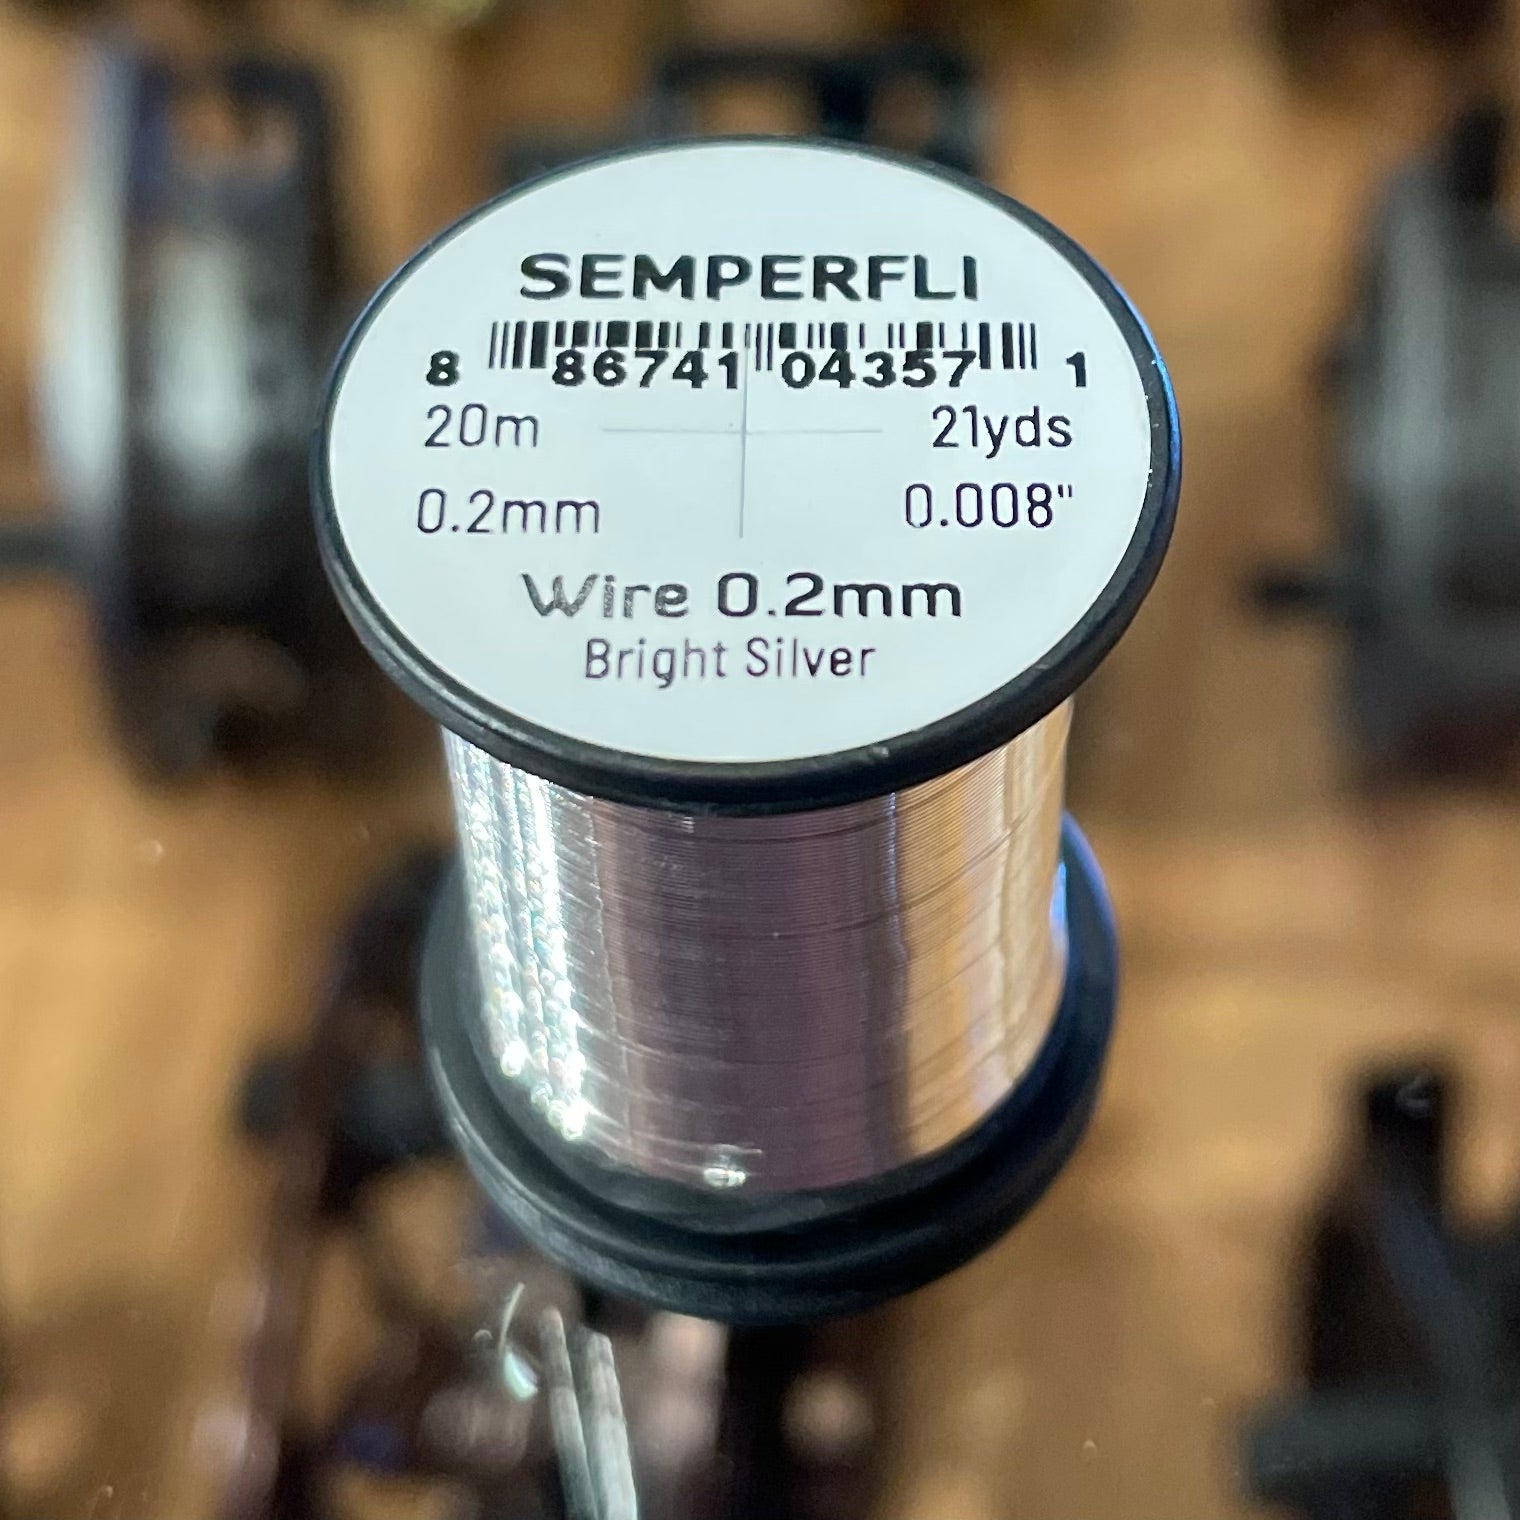 SEMPERFLI
8 86741 04357 1
20m 21yds
0.2mm 0.008"
Wire 0.2mm
Bright Silver